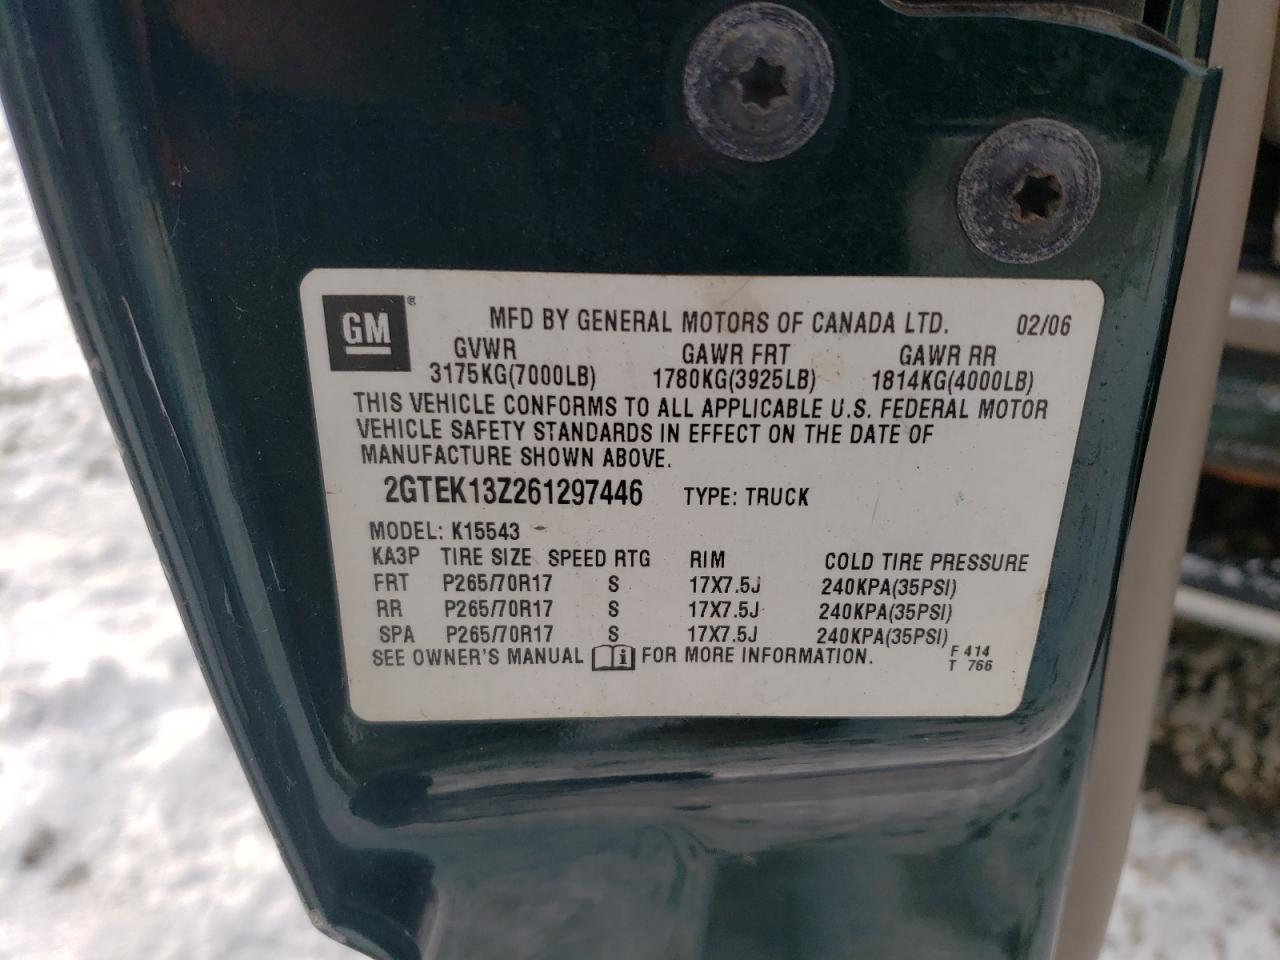 GM®
MFD BY GENERAL MOTORS OF CANADA LTD. 02/06
GVWR GAWR FRT GAWR RR
3175KG(7000LB) 1780KG(3925LB) 1814KG(4000LB)
THIS VEHICLE CONFORMS TO ALL APPLICABLE U.S. FEDERAL MOTOR
VEHICLE SAFETY STANDARDS IN EFFECT ON THE DATE OF
MANUFACTURE SHOWN ABOVE.
2GTEK13Z261297446 TYPE: TRUCK
MODEL: K15543
KA3P TIRE SIZE SPEED RTG RIM COLD TIRE PRESSURE
FRT P265/70R17 S 17X7.5J 240KPA(35PSI)
RR P265/70R17 S 17X7.5J 240KPA(35PSI)
SPA P265/70R17 S 17X7.5J 240KPA(35PSI)
SEE OWNER'S MANUAL i FOR MORE INFORMATION. F 414
T 766